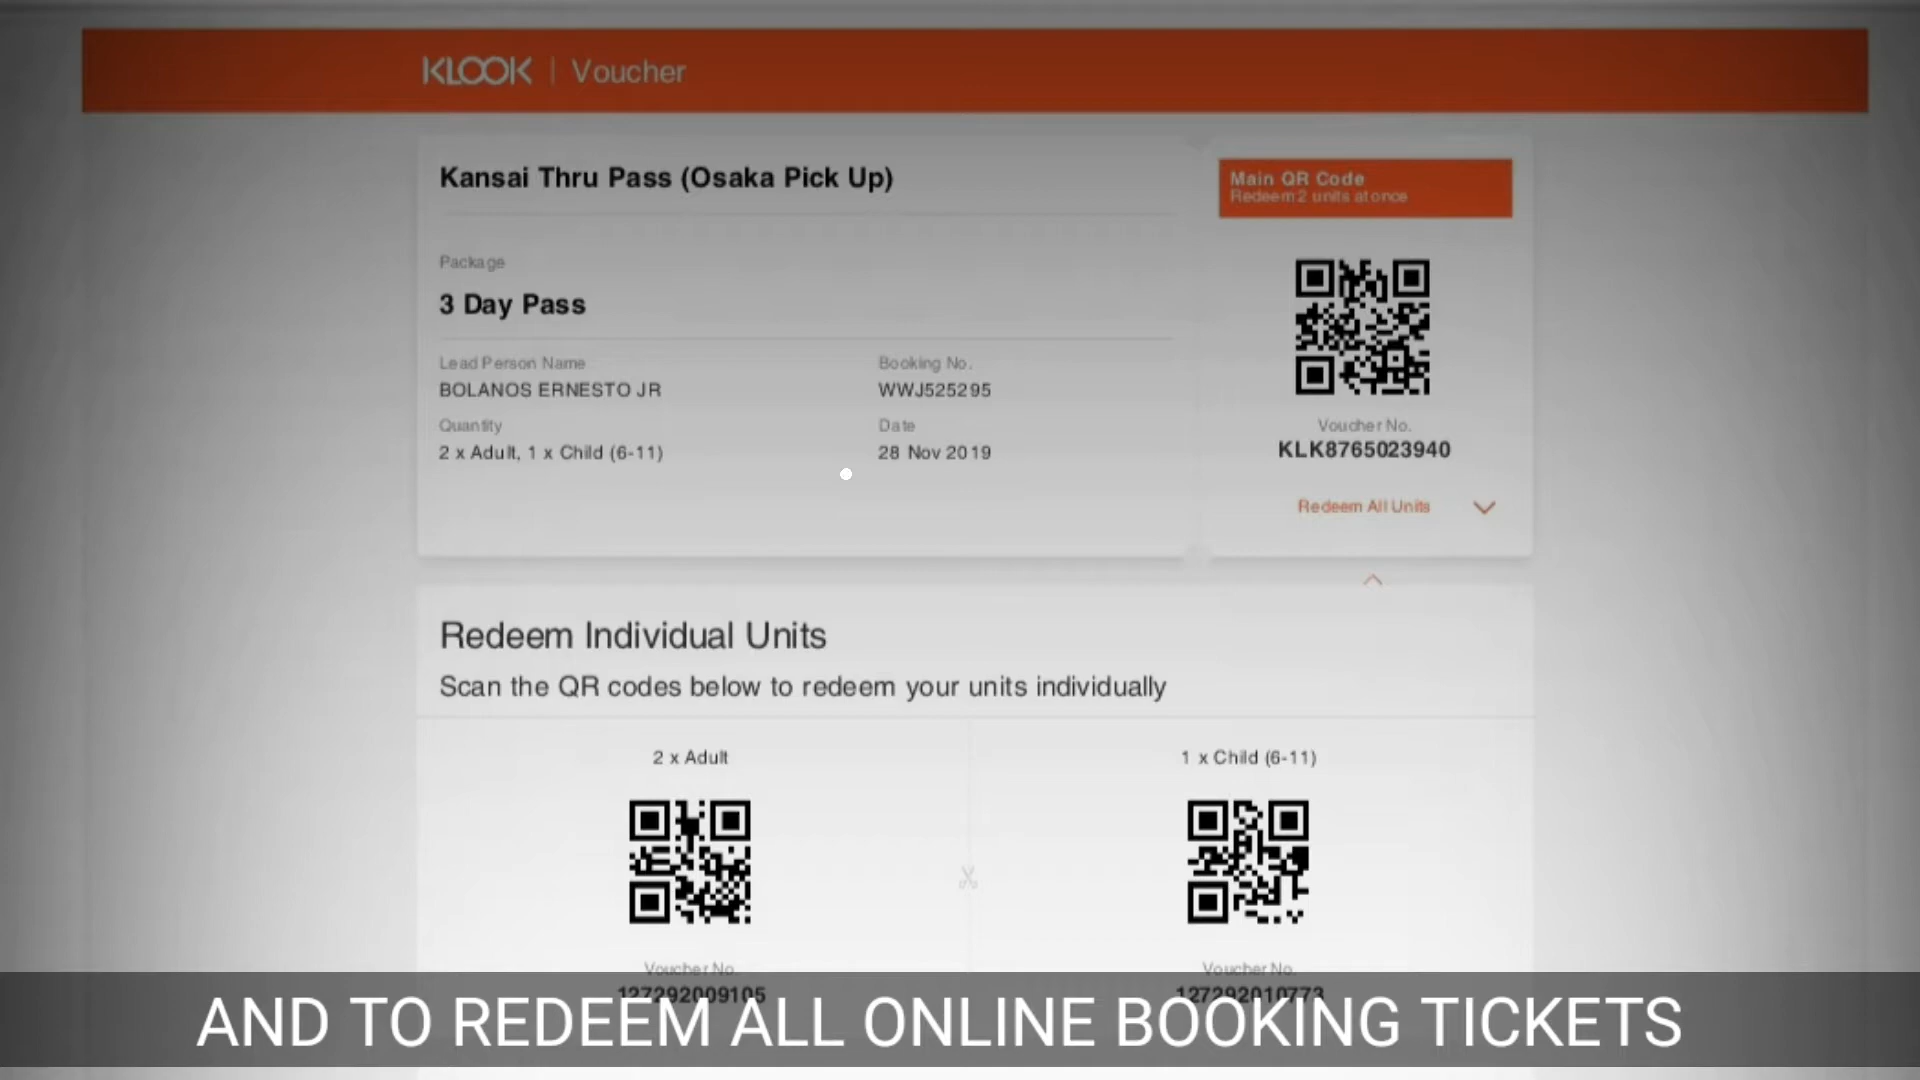 KLOOK | Voucher
Kansai Thru Pass (Osaka Pick Up)
Main QR Code
Redeem 2 units at once
Package
3 Day Pass
Lead Person Name
BOLANOS ERNESTO JR
Booking No.
WWJ525295
Quantity
2 x Adult, 1 x Child (6-11)
Date
28 Nov 2019
Voucher No.
KLK8765023940
Redeem All Units
Redeem Individual Units
Scan the QR codes below to redeem your units individually
2 x Adult
1 x Child (6-11)
Voucher No.
127292009105
Voucher No.
127292010773
AND TO REDEEM ALL ONLINE BOOKING TICKETS